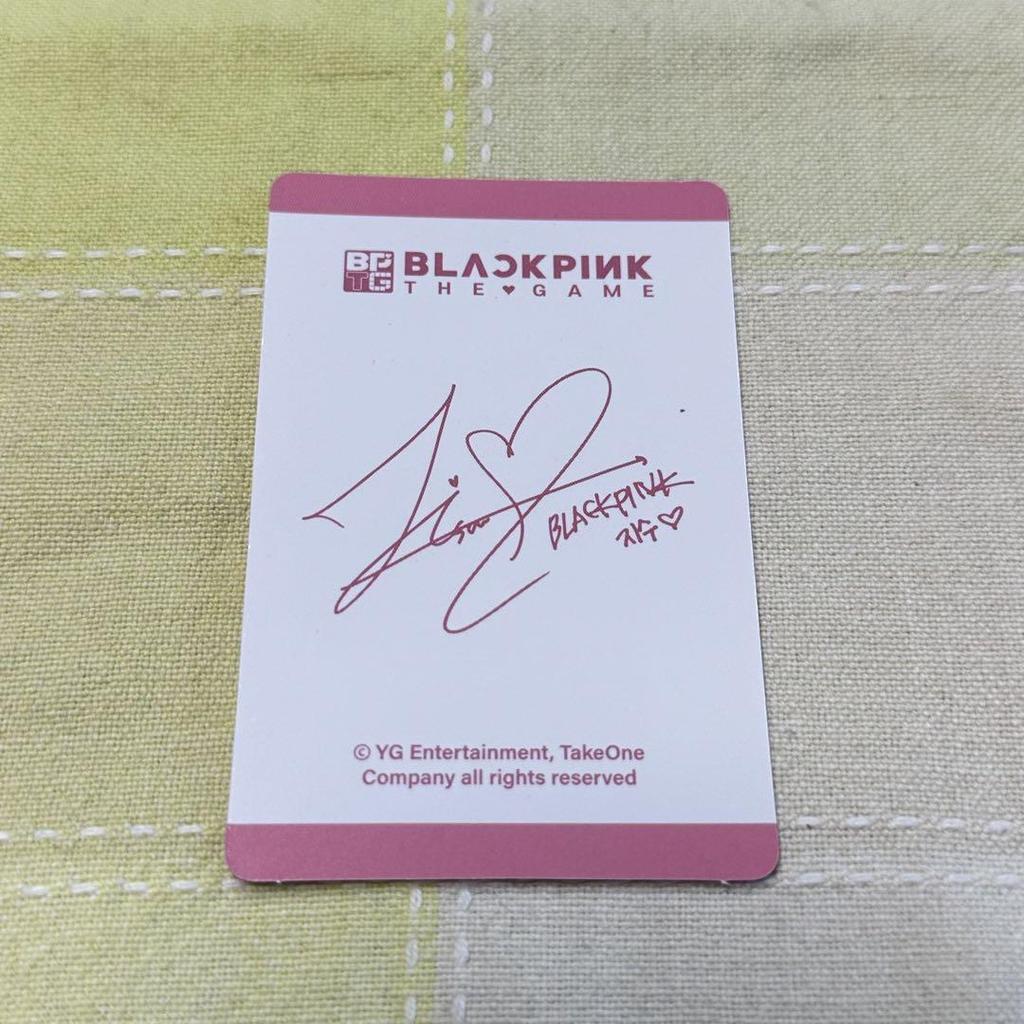 BPTG
BLACKPINK
THE♥GAME
Jisoo
BLACKPINK
지수♡
© YG Entertainment, TakeOne
Company all rights reserved